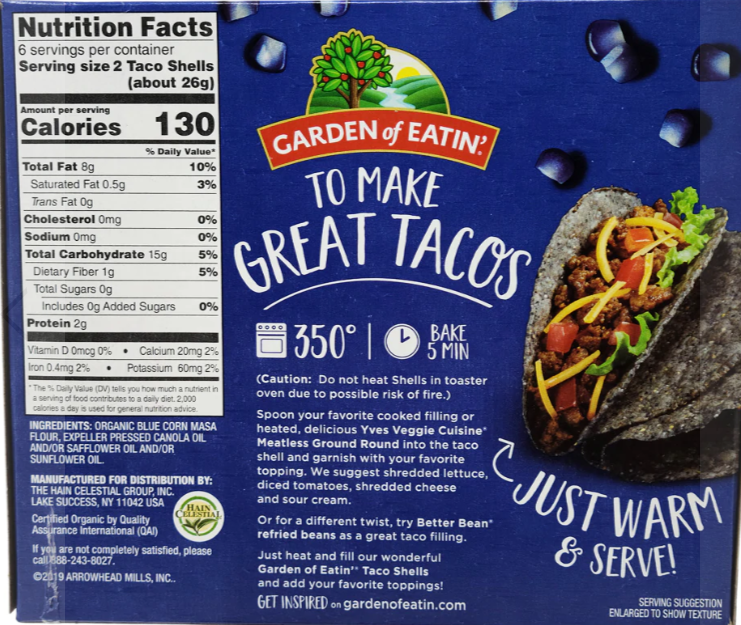 Nutrition Facts
6 servings per container
Serving size 2 Taco Shells
(about 26g)
Amount per serving
Calories 130
% Daily Value*
Total Fat 8g 10%
Saturated Fat 0.5g 3%
Trans Fat 0g
Cholesterol 0mg 0%
Sodium 0mg 0%
Total Carbohydrate 15g 5%
Dietary Fiber 1g 5%
Total Sugars 0g
Includes 0g Added Sugars 0%
Protein 2g
Vitamin D 0mcg 0% • Calcium 20mg 2%
Iron 0.4mg 2% • Potassium 60mg 2%
*The % Daily Value (DV) tells you how much a nutrient in
a serving of food contributes to a daily diet. 2,000
calories a day is used for general nutrition advice.
INGREDIENTS: ORGANIC BLUE CORN MASA
FLOUR, EXPELLER PRESSED CANOLA OIL
AND/OR SAFFLOWER OIL AND/OR
SUNFLOWER OIL.
MANUFACTURED FOR DISTRIBUTION BY:
THE HAIN CELESTIAL GROUP, INC.
LAKE SUCCESS, NY 11042 USA
Certified Organic by Quality
Assurance International (QAI)
If you are not completely satisfied, please
call 888-243-8027.
©2019 ARROWHEAD MILLS, INC..
HAIN
CELESTIAL
GARDEN of EATIN'®
TO MAKE
GREAT TACOS
350° | BAKE
5 MIN
(Caution: Do not heat Shells in toaster
oven due to possible risk of fire.)
Spoon your favorite cooked filling or
heated, delicious Yves Veggie Cuisine®
Meatless Ground Round into the taco
shell and garnish with your favorite
topping. We suggest shredded lettuce,
diced tomatoes, shredded cheese
and sour cream.
Or for a different twist, try Better Bean®
refried beans as a great taco filling.
Just heat and fill our wonderful
Garden of Eatin'® Taco Shells
and add your favorite toppings!
GET INSPIRED on gardenofeatin.com
JUST WARM
& SERVE!
SERVING SUGGESTION
ENLARGED TO SHOW TEXTURE